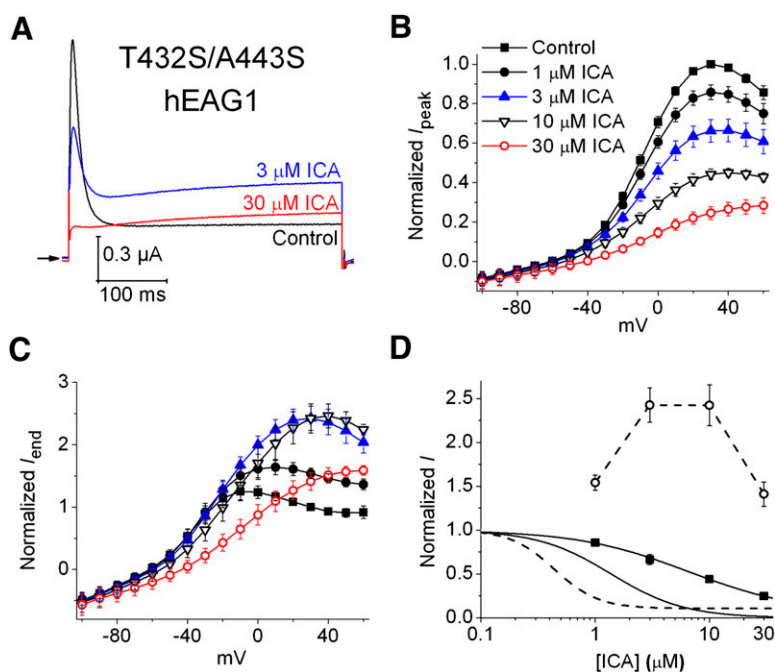 A
T432S/A443S
hEAG1
3 μM ICA
30 μM ICA
Control
0.3 μA
100 ms
B
Control
1 μM ICA
3 μM ICA
10 μM ICA
30 μM ICA
Normalized Ipeak
1.0
0.8
0.6
0.4
0.2
0.0
-80 -40 0 40
mV
C
Normalized Iend
3
2
1
0
-80 -40 0 40
mV
D
Normalized I
2.5
2.0
1.5
1.0
0.5
0.0
0.1 1 10 30
[ICA] (μM)